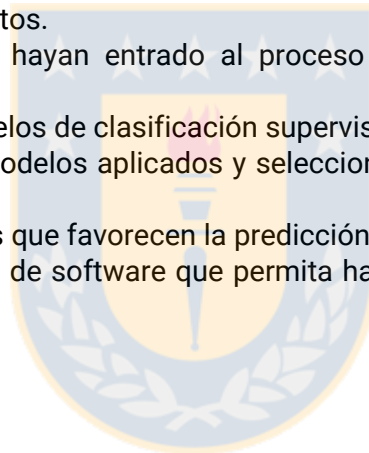 tos.
hayan entrado al proceso
elos de clasificación supervis
odelos aplicados y seleccion
s que favorecen la predicción
de software que permita ha